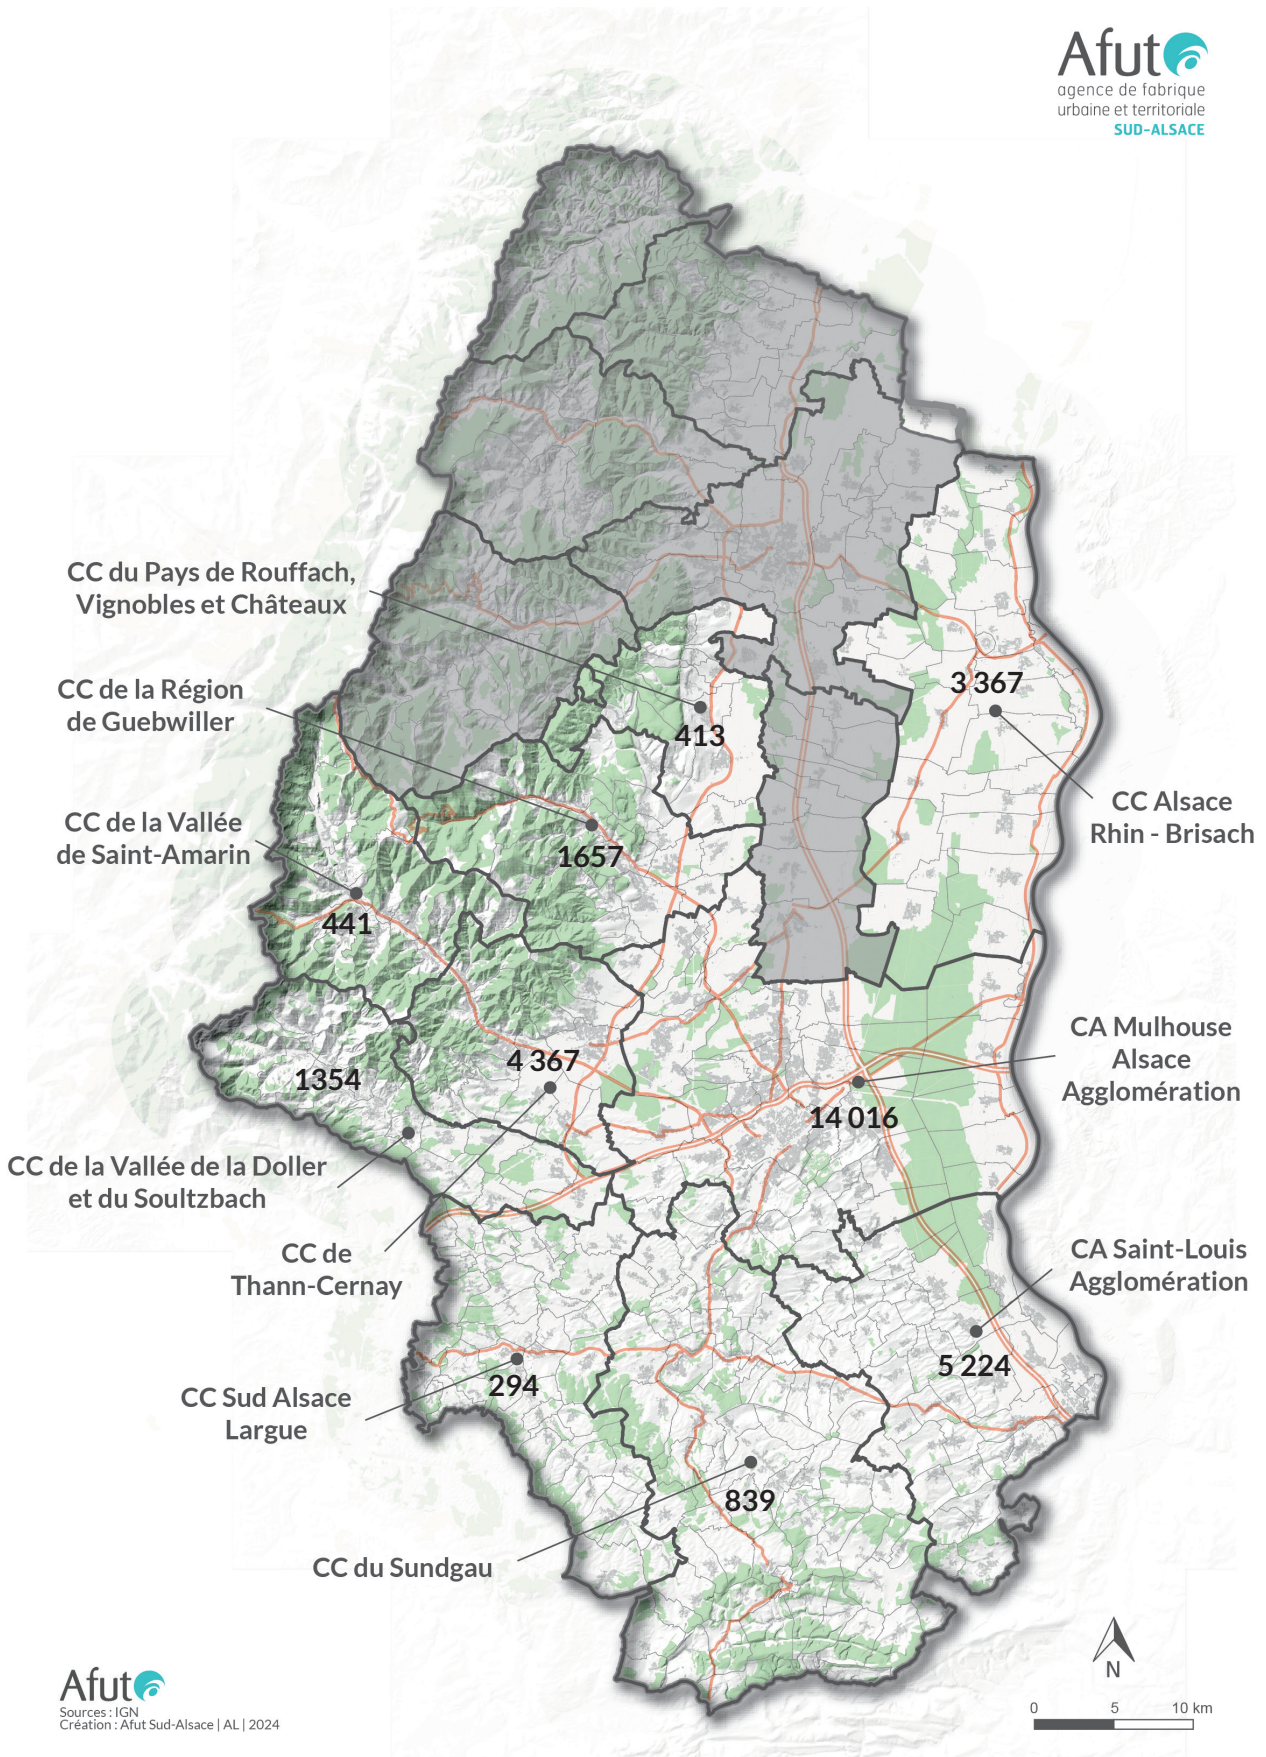 Afut
agence de fabrique
urbaine et territoriale
SUD-ALSACE
CC du Pays de Rouffach,
Vignobles et Châteaux
CC de la Région
de Guebwiller
3 367
413
CC Alsace
Rhin - Brisach
CC de la Vallée
de Saint-Amarin
1657
441
CA Mulhouse
Alsace
Agglomération
4 367
1354
14 016
CC de la Vallée de la Doller
et du Soultzbach
CC de
Thann-Cernay
CA Saint-Louis
Agglomération
5 224
294
CC Sud Alsace
Largue
839
CC du Sundgau
N
0 5 10 km
Afut
Sources : IGN
Création : Afut Sud-Alsace | AL | 2024